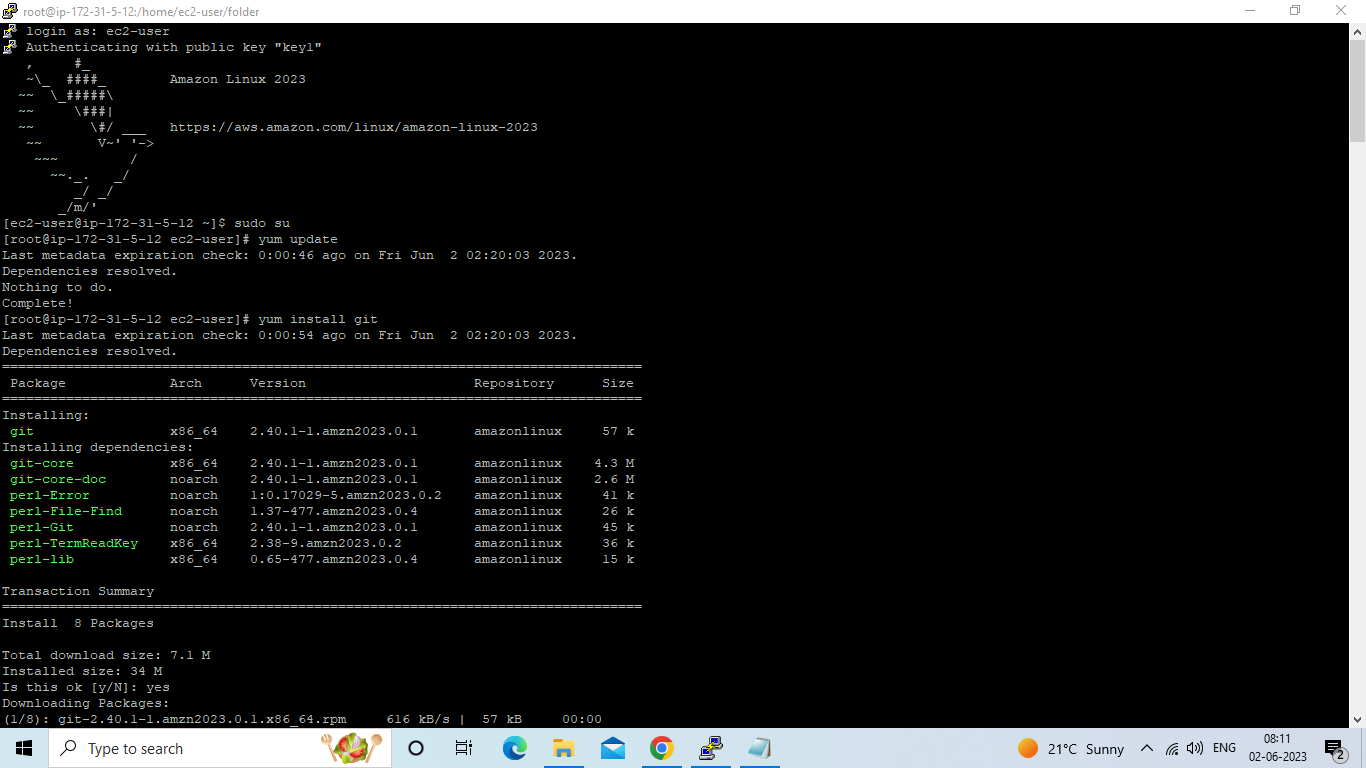 root@ip-172-31-5-12:/home/ec2-user/folder
login as: ec2-user
Authenticating with public key "key1"
   ,     #_
   ~\_  ####_        Amazon Linux 2023
  ~~  \_#####\
  ~~     \###|
  ~~       \#/ ___   https://aws.amazon.com/linux/amazon-linux-2023
   ~~       V~' '->
    ~~~         /
      ~~._.   _/
         _/ _/
       _/m/'
[ec2-user@ip-172-31-5-12 ~]$ sudo su
[root@ip-172-31-5-12 ec2-user]# yum update
Last metadata expiration check: 0:00:46 ago on Fri Jun  2 02:20:03 2023.
Dependencies resolved.
Nothing to do.
Complete!
[root@ip-172-31-5-12 ec2-user]# yum install git
Last metadata expiration check: 0:00:54 ago on Fri Jun  2 02:20:03 2023.
Dependencies resolved.
================================================================================
 Package            Arch      Version                     Repository      Size
================================================================================
Installing:
 git                x86_64    2.40.1-1.amzn2023.0.1       amazonlinux     57 k
Installing dependencies:
 git-core           x86_64    2.40.1-1.amzn2023.0.1       amazonlinux    4.3 M
 git-core-doc       noarch    2.40.1-1.amzn2023.0.1       amazonlinux    2.6 M
 perl-Error         noarch    1:0.17029-5.amzn2023.0.2    amazonlinux     41 k
 perl-File-Find     noarch    1.37-477.amzn2023.0.4       amazonlinux     26 k
 perl-Git           noarch    2.40.1-1.amzn2023.0.1       amazonlinux     45 k
 perl-TermReadKey   x86_64    2.38-9.amzn2023.0.2         amazonlinux     36 k
 perl-lib           x86_64    0.65-477.amzn2023.0.4       amazonlinux     15 k
Transaction Summary
================================================================================
Install  8 Packages
Total download size: 7.1 M
Installed size: 34 M
Is this ok [y/N]: yes
Downloading Packages:
(1/8): git-2.40.1-1.amzn2023.0.1.x86_64.rpm     616 kB/s |  57 kB     00:00
Type to search
21°C Sunny
ENG
08:11
02-06-2023
2